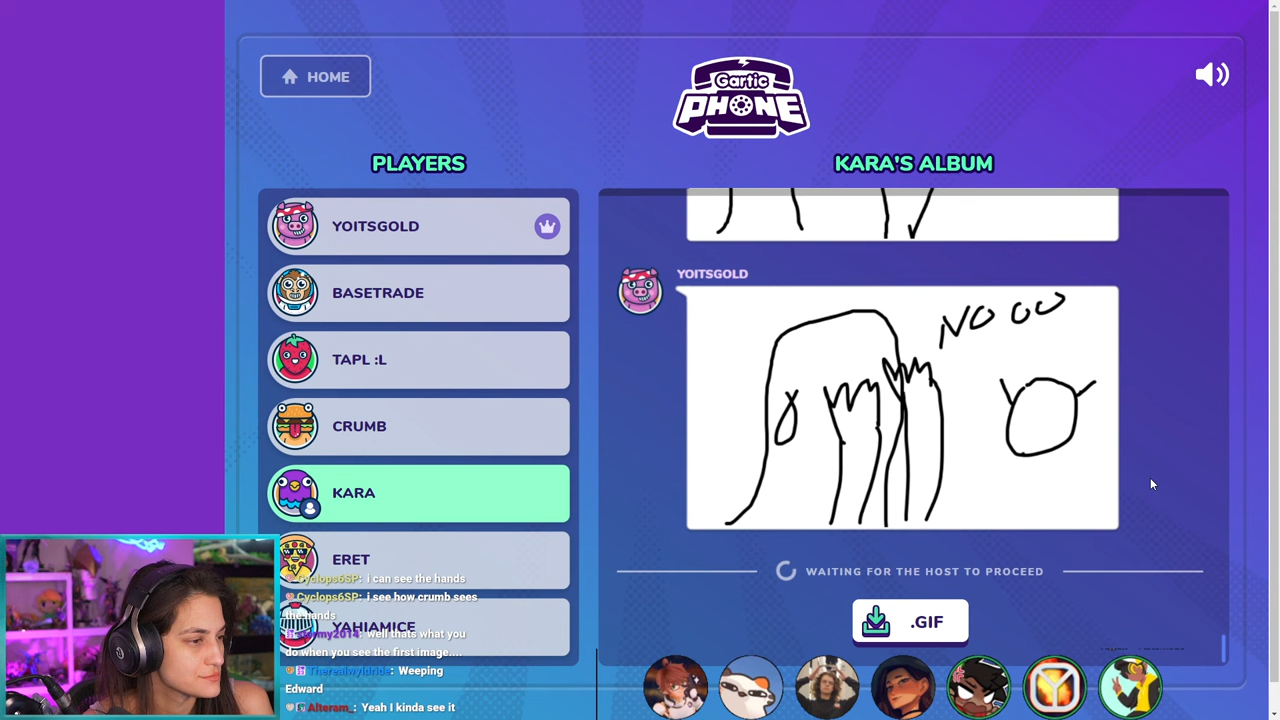 HOME
Gartic
PHONE
PLAYERS
KARA'S ALBUM
YOITSGOLD
BASETRADE
TAPL :L
CRUMB
KARA
ERET
YAHIAMICE
YOITSGOLD
NO OO
WAITING FOR THE HOST TO PROCEED
.GIF
Cyclops6SP: i can see the hands
Cyclops6SP: i see how crumb sees
the hands
well thats what you
do when you see the first image....
Therealwyldride: Weeping
Edward
Alteram_: Yeah I kinda see it